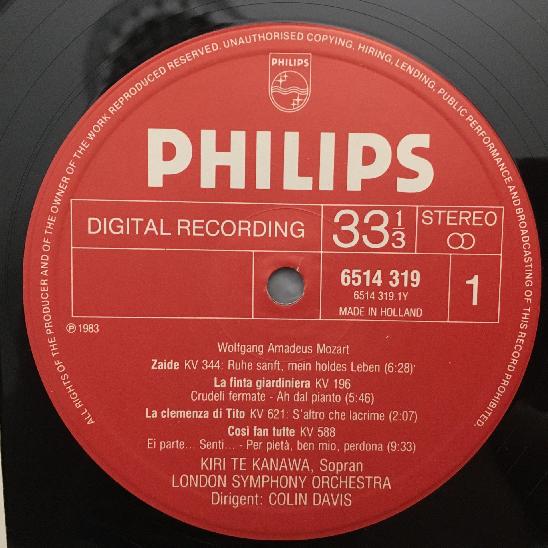 ALL RIGHTS OF THE PRODUCER AND OF THE OWNER OF THE WORK REPRODUCED RESERVED. UNAUTHORISED COPYING, HIRING, LENDING, PUBLIC PERFORMANCE AND BROADCASTING OF THIS RECORD PROHIBITED.
PHILIPS
PHILIPS
DIGITAL RECORDING
33 1/3
STEREO
6514 319
6514 319.1Y
MADE IN HOLLAND
1
℗ 1983
Wolfgang Amadeus Mozart
Zaide KV 344: Ruhe sanft, mein holdes Leben (6:28)
La finta giardiniera KV 196
Crudeli fermate - Ah dal pianto (5:46)
La clemenza di Tito KV 621: S'altro che lacrime (2:07)
Così fan tutte KV 588
Ei parte... Senti... - Per pietà, ben mio, perdona (9:33)
KIRI TE KANAWA, Sopran
LONDON SYMPHONY ORCHESTRA
Dirigent: COLIN DAVIS